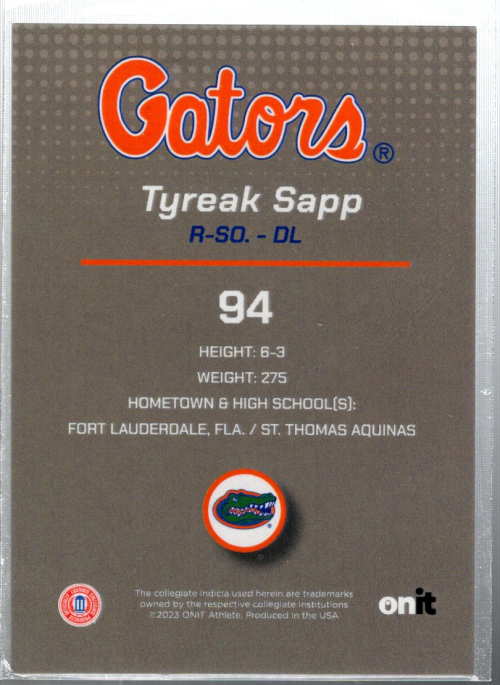 Gators®
Tyreak Sapp
R-SO. - DL
94
HEIGHT: 6-3
WEIGHT: 275
HOMETOWN & HIGH SCHOOL(S):
FORT LAUDERDALE, FLA. / ST. THOMAS AQUINAS
The collegiate indicia used herein are trademarks
owned by the respective collegiate institutions
©2023 ONIT Athlete. Produced in the USA
onit